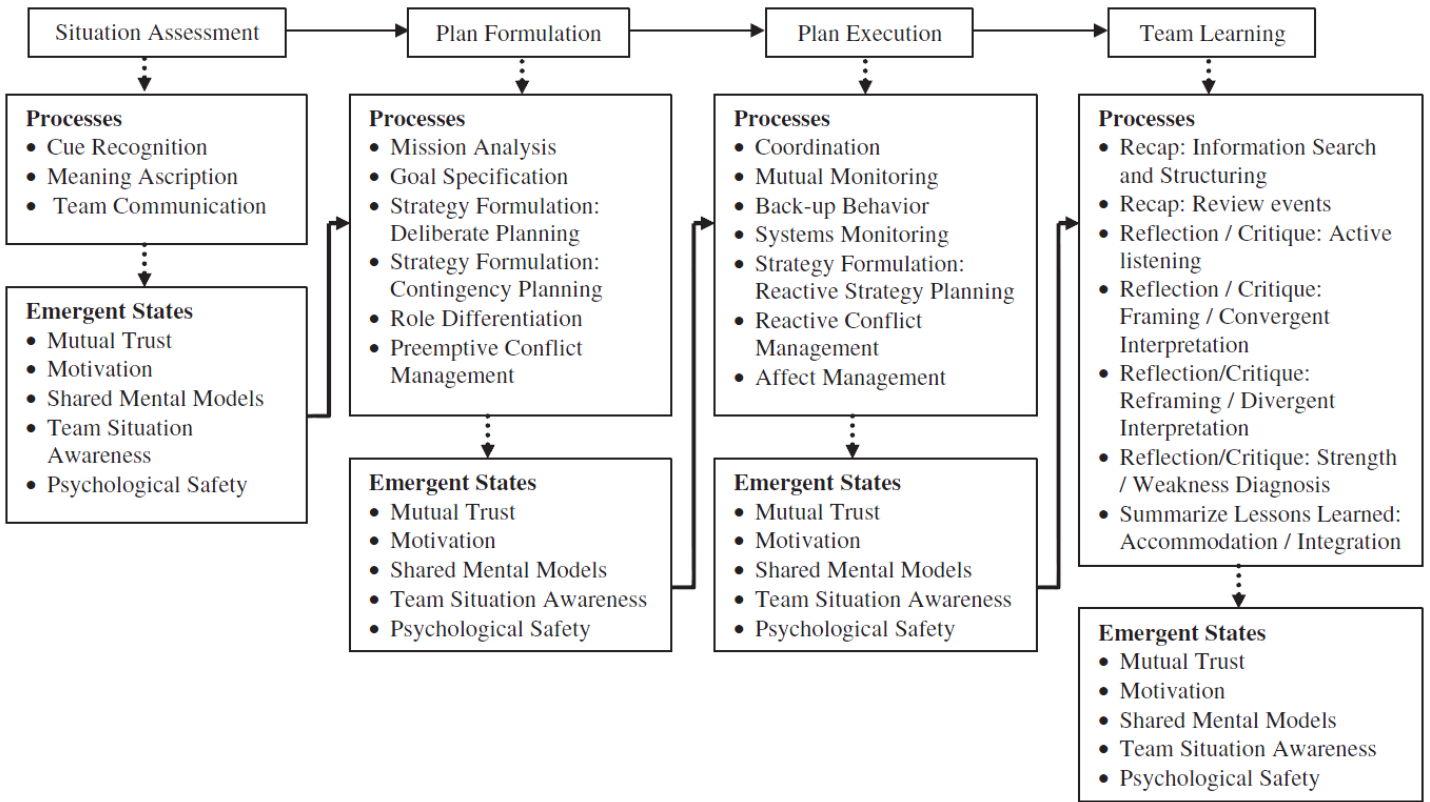 Situation Assessment
Plan Formulation
Plan Execution
Team Learning
Processes
• Cue Recognition
• Meaning Ascription
• Team Communication
Emergent States
• Mutual Trust
• Motivation
• Shared Mental Models
• Team Situation
Awareness
• Psychological Safety
Processes
• Mission Analysis
• Goal Specification
• Strategy Formulation:
Deliberate Planning
• Strategy Formulation:
Contingency Planning
• Role Differentiation
• Preemptive Conflict
Management
Emergent States
• Mutual Trust
• Motivation
• Shared Mental Models
• Team Situation Awareness
• Psychological Safety
Processes
• Coordination
• Mutual Monitoring
• Back-up Behavior
• Systems Monitoring
• Strategy Formulation:
Reactive Strategy Planning
• Reactive Conflict
Management
• Affect Management
Emergent States
• Mutual Trust
• Motivation
• Shared Mental Models
• Team Situation Awareness
• Psychological Safety
Processes
• Recap: Information Search
and Structuring
• Recap: Review events
• Reflection / Critique: Active
listening
• Reflection / Critique:
Framing / Convergent
Interpretation
• Reflection/Critique:
Reframing / Divergent
Interpretation
• Reflection/Critique: Strength
/ Weakness Diagnosis
• Summarize Lessons Learned:
Accommodation / Integration
Emergent States
• Mutual Trust
• Motivation
• Shared Mental Models
• Team Situation Awareness
• Psychological Safety